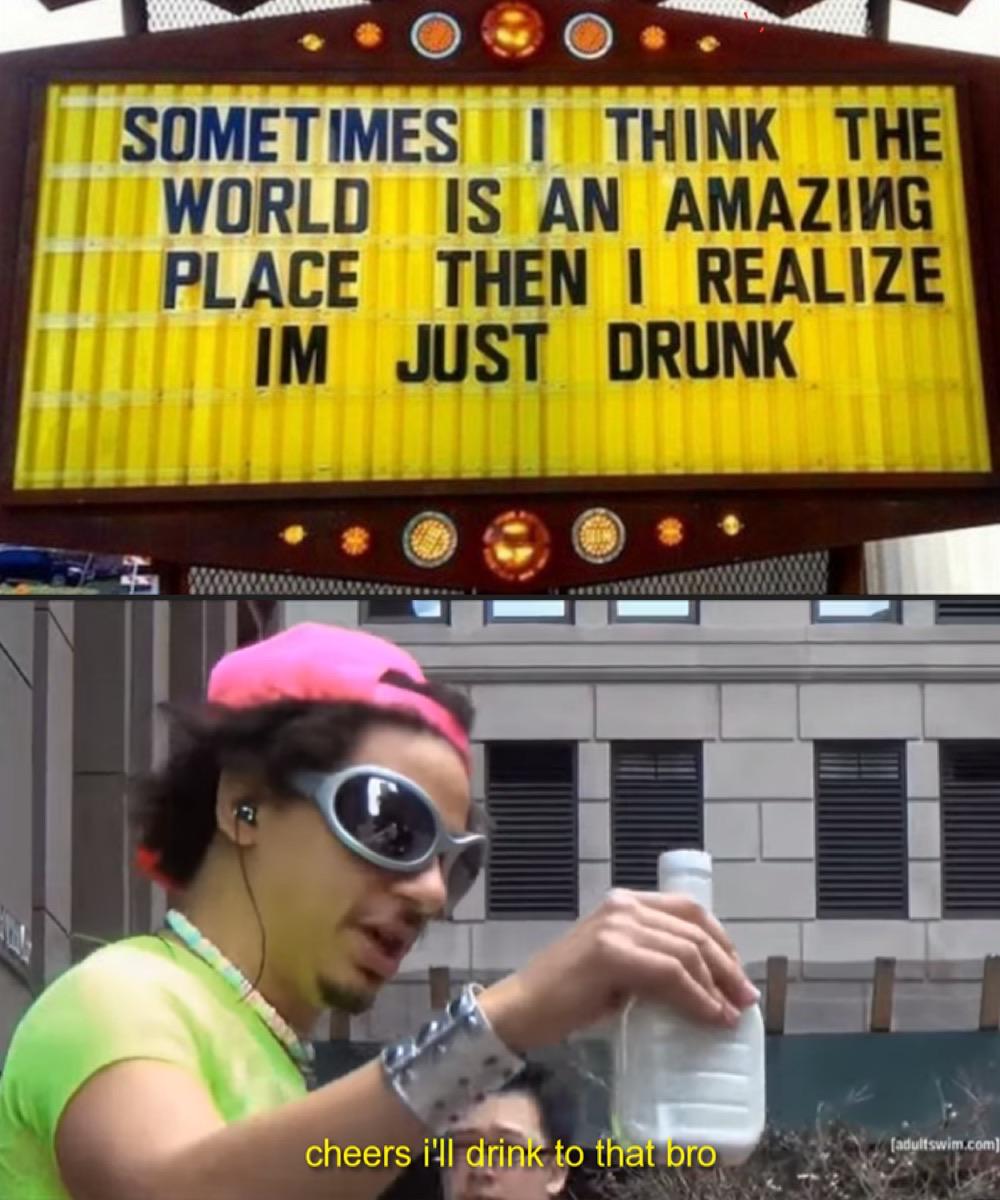 SOMETIMES I THINK THE
WORLD IS AN AMAZING
PLACE THEN I REALIZE
IM JUST DRUNK
cheers i'll drink to that bro
[adultswim.com]